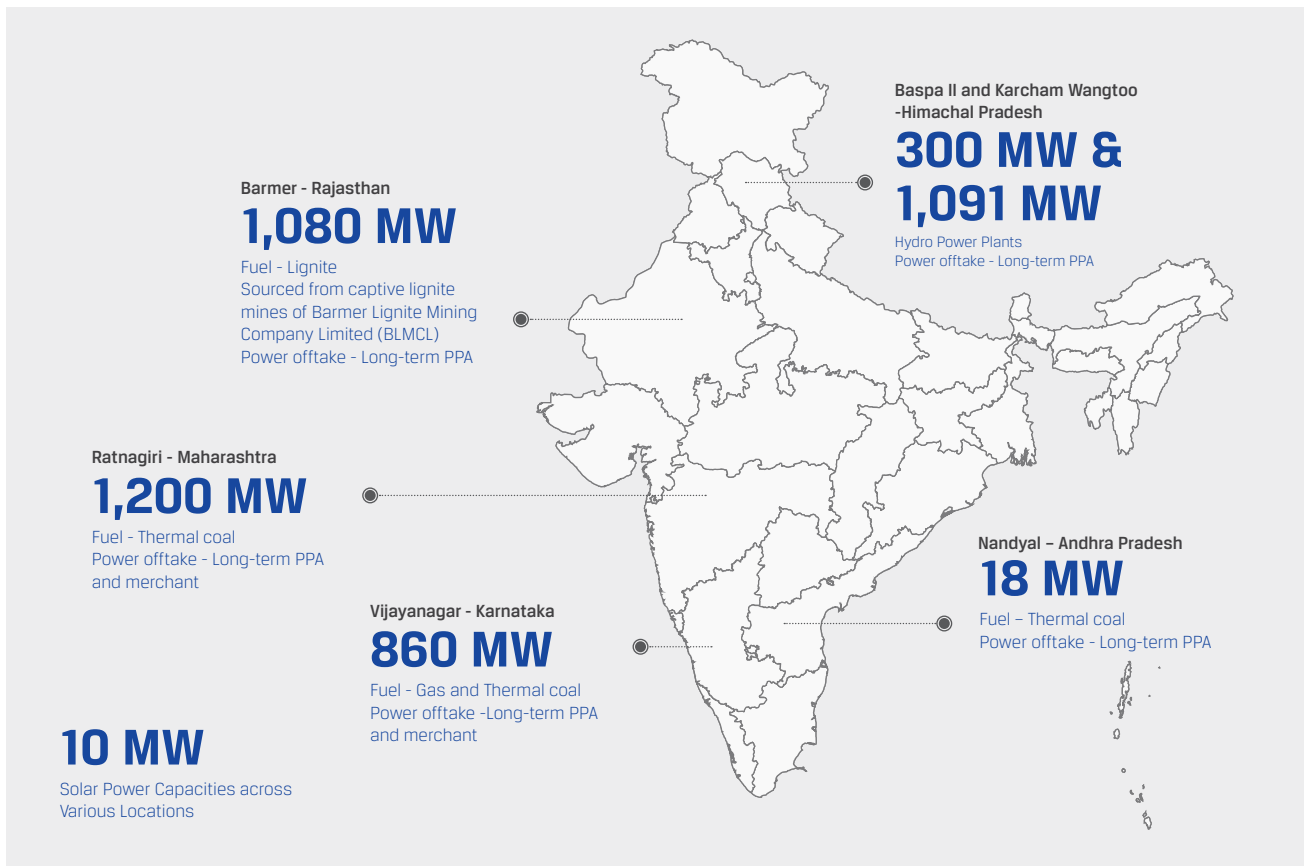 Baspa II and Karcham Wangtoo
-Himachal Pradesh
300 MW &
1,091 MW
Hydro Power Plants
Power offtake - Long-term PPA
Barmer - Rajasthan
1,080 MW
Fuel - Lignite
Sourced from captive lignite
mines of Barmer Lignite Mining
Company Limited (BLMCL)
Power offtake - Long-term PPA
Ratnagiri - Maharashtra
1,200 MW
Fuel - Thermal coal
Power offtake - Long-term PPA
and merchant
Nandyal – Andhra Pradesh
18 MW
Fuel – Thermal coal
Power offtake - Long-term PPA
Vijayanagar - Karnataka
860 MW
Fuel - Gas and Thermal coal
Power offtake -Long-term PPA
and merchant
10 MW
Solar Power Capacities across
Various Locations